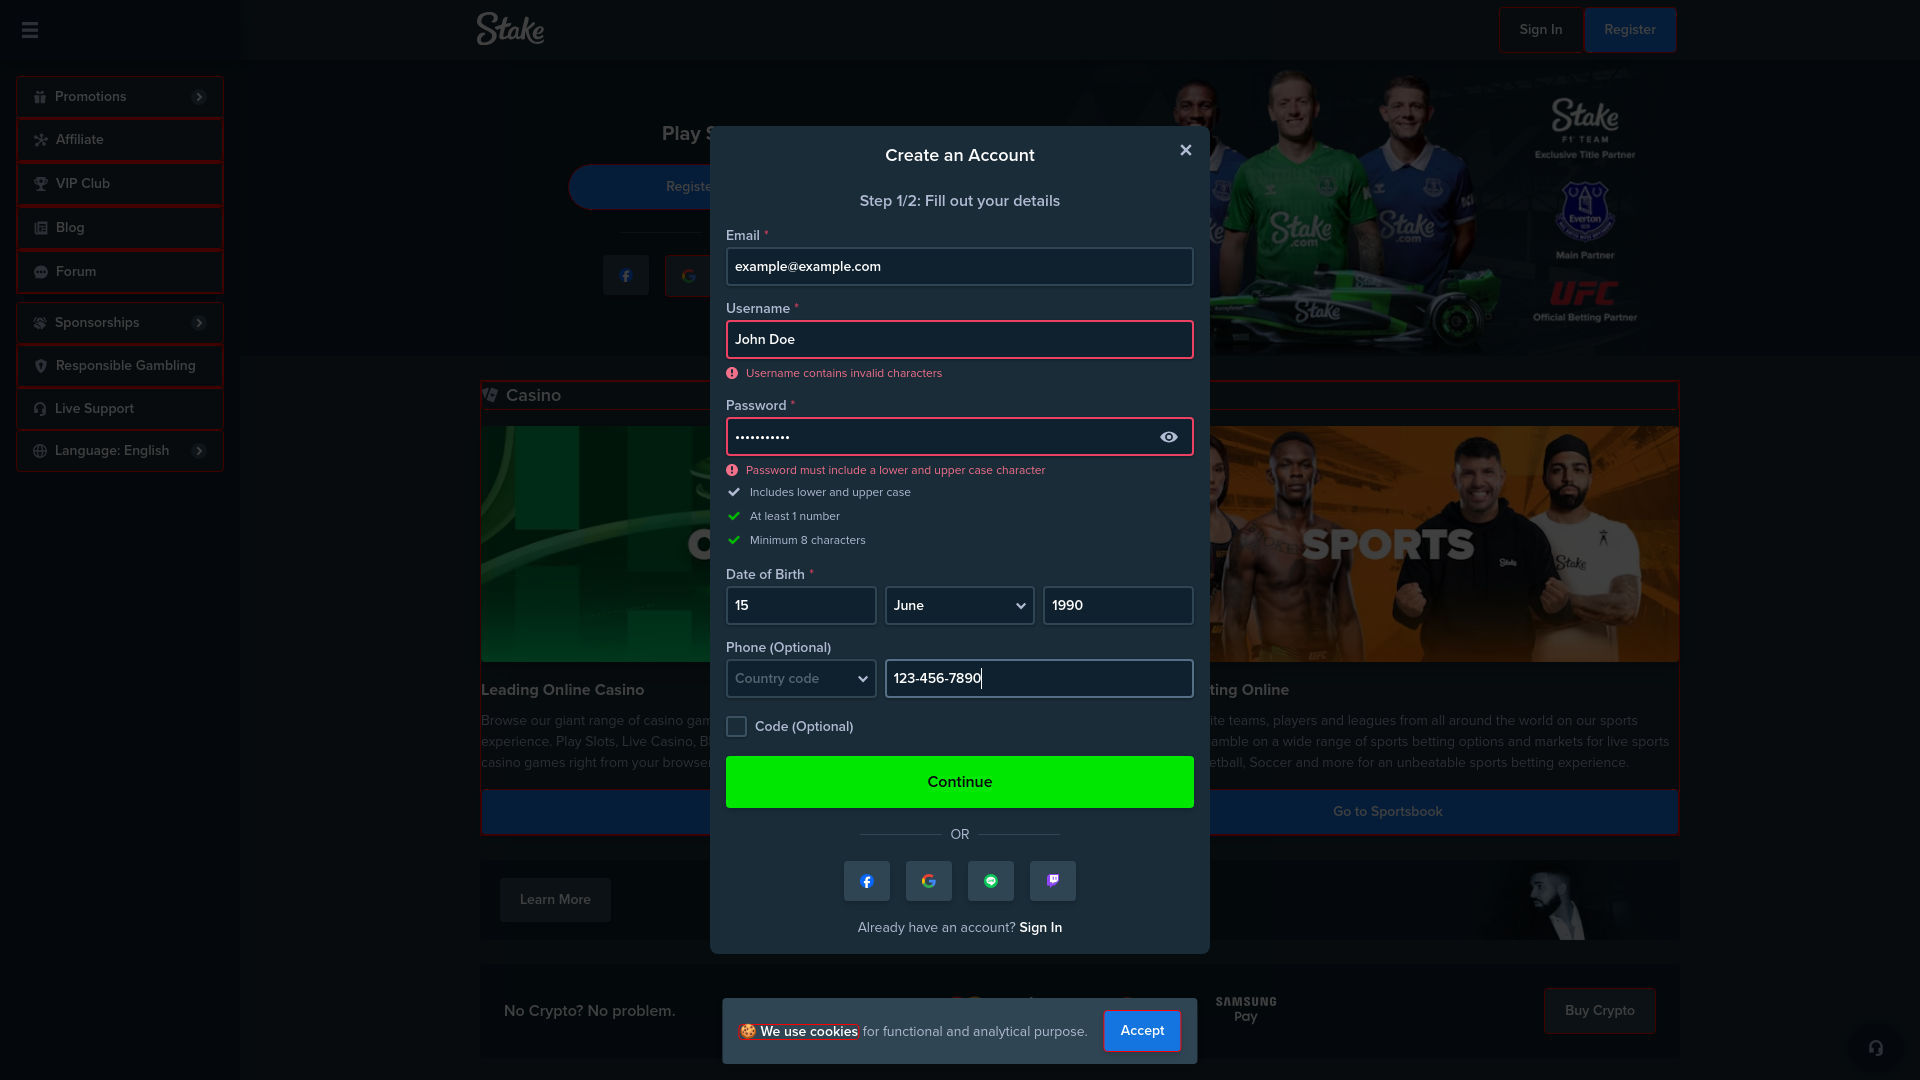 Stake
Sign In
Register
Promotions
Affiliate
VIP Club
Blog
Forum
Sponsorships
Responsible Gambling
Live Support
Language: English
Play S
Registe
Stake
F1 TEAM
Exclusive Title Partner
Everton
Main Partner
UFC
Official Betting Partner
Stake
.com
Stake
.com
Stake
Create an Account
Step 1/2: Fill out your details
Email *
example@example.com
Username *
John Doe
Username contains invalid characters
Password *
•••••••••••
Password must include a lower and upper case character
Includes lower and upper case
At least 1 number
Minimum 8 characters
Date of Birth *
15
June
1990
Phone (Optional)
Country code
123-456-7890
Code (Optional)
Continue
OR
Already have an account? Sign In
Casino
C
SPORTS
Stake
Stake
Leading Online Casino
Browse our giant range of casino gam
experience. Play Slots, Live Casino, Bl
casino games right from your browser
ting Online
ite teams, players and leagues from all around the world on our sports
amble on a wide range of sports betting options and markets for live sports
etball, Soccer and more for an unbeatable sports betting experience.
Go to Sportsbook
Learn More
No Crypto? No problem.
SAMSUNG
Pay
Buy Crypto
🍪 We use cookies for functional and analytical purpose.
Accept